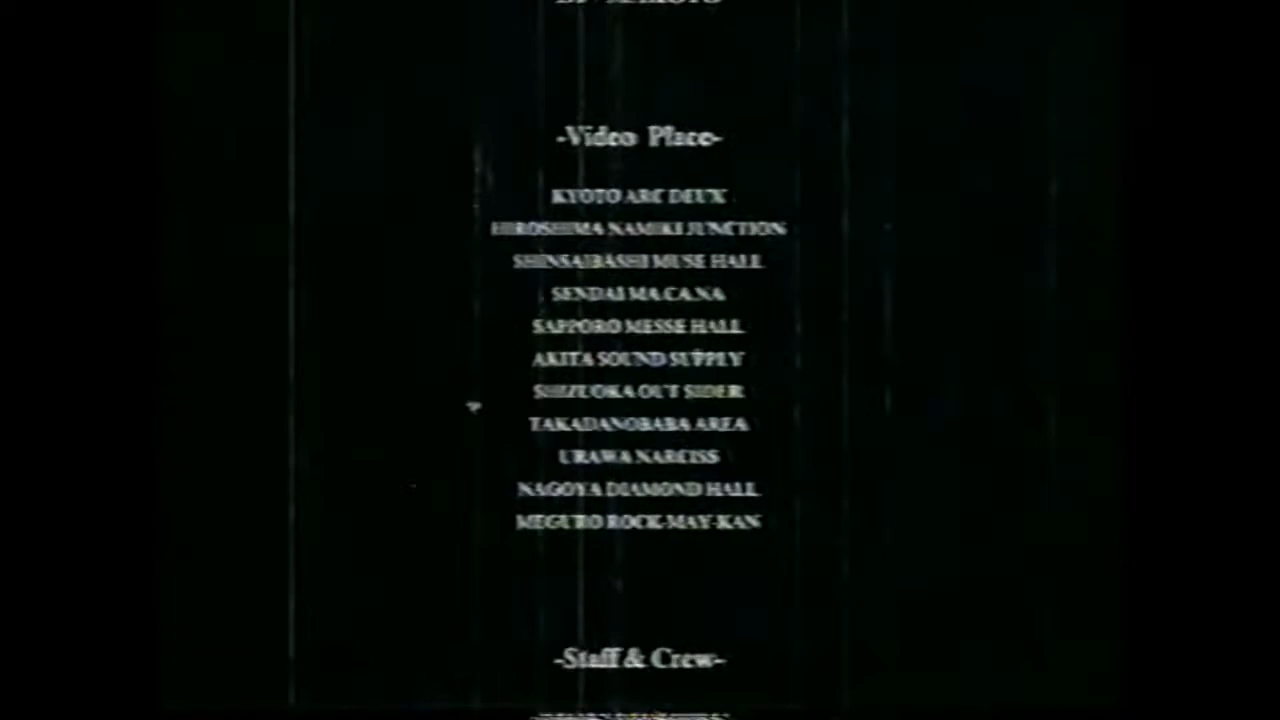 -Video Place-
KYOTO ARC DEUX
HIROSHIMA NAMIKI JUNCTION
SHINSAIBASHI MUSE HALL
SENDAI MA.CA.NA
SAPPORO MESSE HALL
AKITA SOUND SUPPLY
SHIZUOKA OUT SIDER
TAKADANOBABA AREA
URAWA NARCISS
NAGOYA DIAMOND HALL
MEGURO ROCK-MAY-KAN
-Staff & Crew-